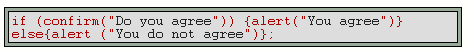 if (confirm("Do you agree")) {alert("You agree")}
else{alert ("You do not agree")};